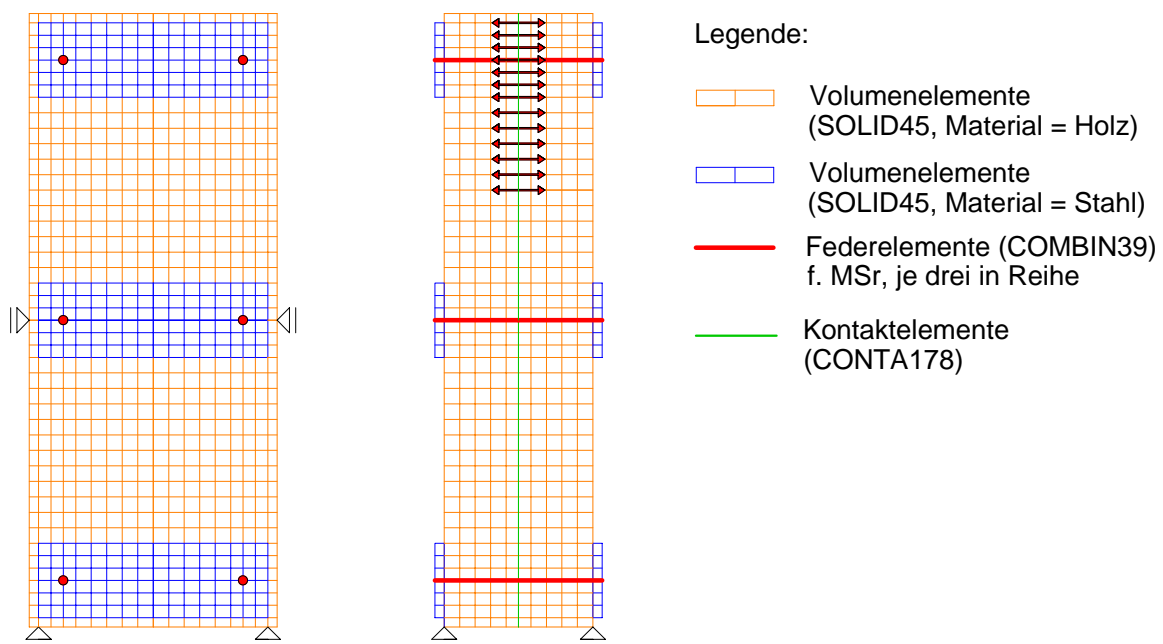 Legende:
Volumenelemente
(SOLID45, Material = Holz)
Volumenelemente
(SOLID45, Material = Stahl)
Federelemente (COMBIN39)
f. MSr, je drei in Reihe
Kontaktelemente
(CONTA178)